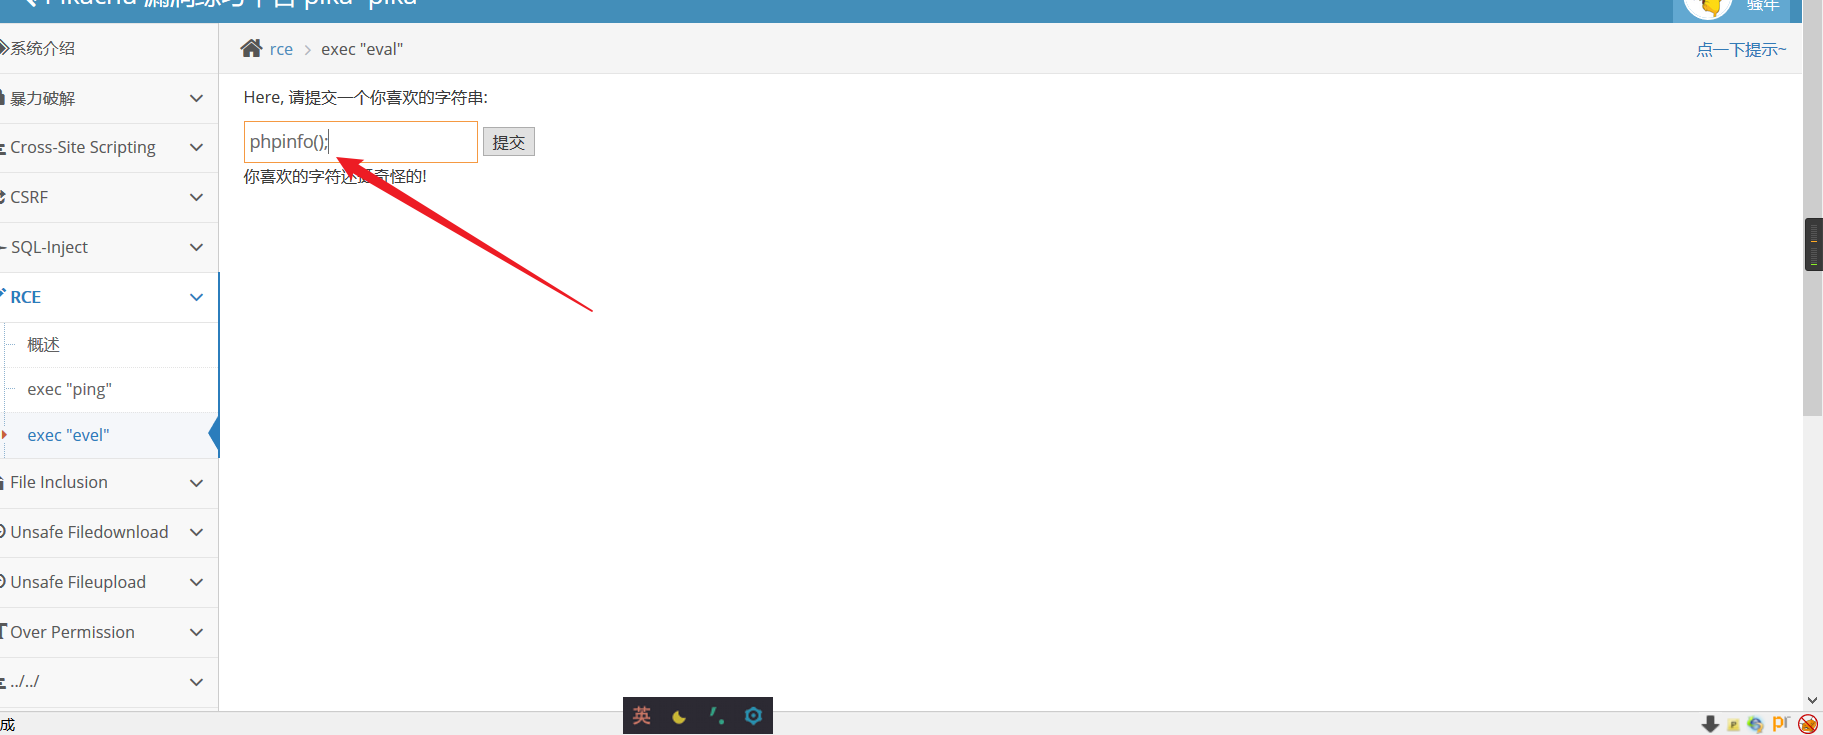 Pikachu 漏洞练习平台 pika~pika~
骚年
系统介绍
rce
exec "eval"
点一下提示~
暴力破解
Here, 请提交一个你喜欢的字符串:
phpinfo();
提交
你喜欢的字符还挺奇怪的!
Cross-Site Scripting
CSRF
SQL-Inject
RCE
概述
exec "ping"
exec "evel"
File Inclusion
Unsafe Filedownload
Unsafe Fileupload
Over Permission
../../
成
英
pr